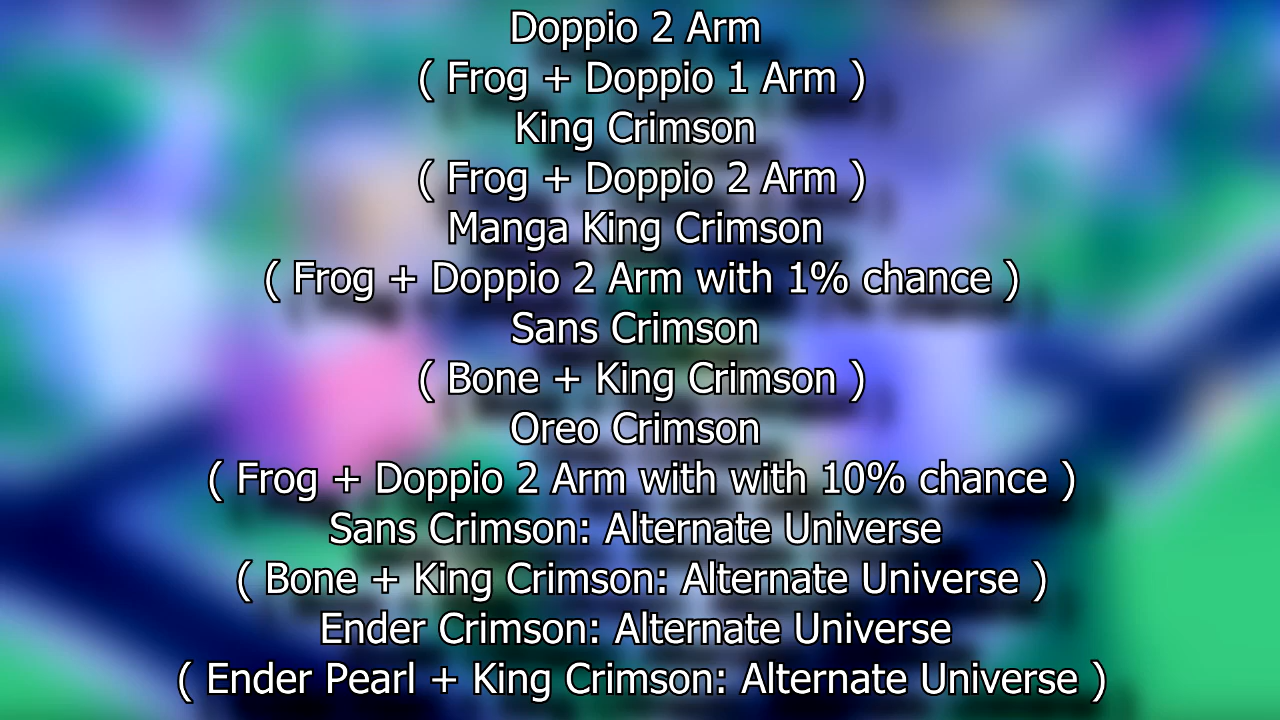 Doppio 2 Arm
( Frog + Doppio 1 Arm )
King Crimson
( Frog + Doppio 2 Arm )
Manga King Crimson
( Frog + Doppio 2 Arm with 1% chance )
Sans Crimson
( Bone + King Crimson )
Oreo Crimson
( Frog + Doppio 2 Arm with with 10% chance )
Sans Crimson: Alternate Universe
( Bone + King Crimson: Alternate Universe )
Ender Crimson: Alternate Universe
( Ender Pearl + King Crimson: Alternate Universe )